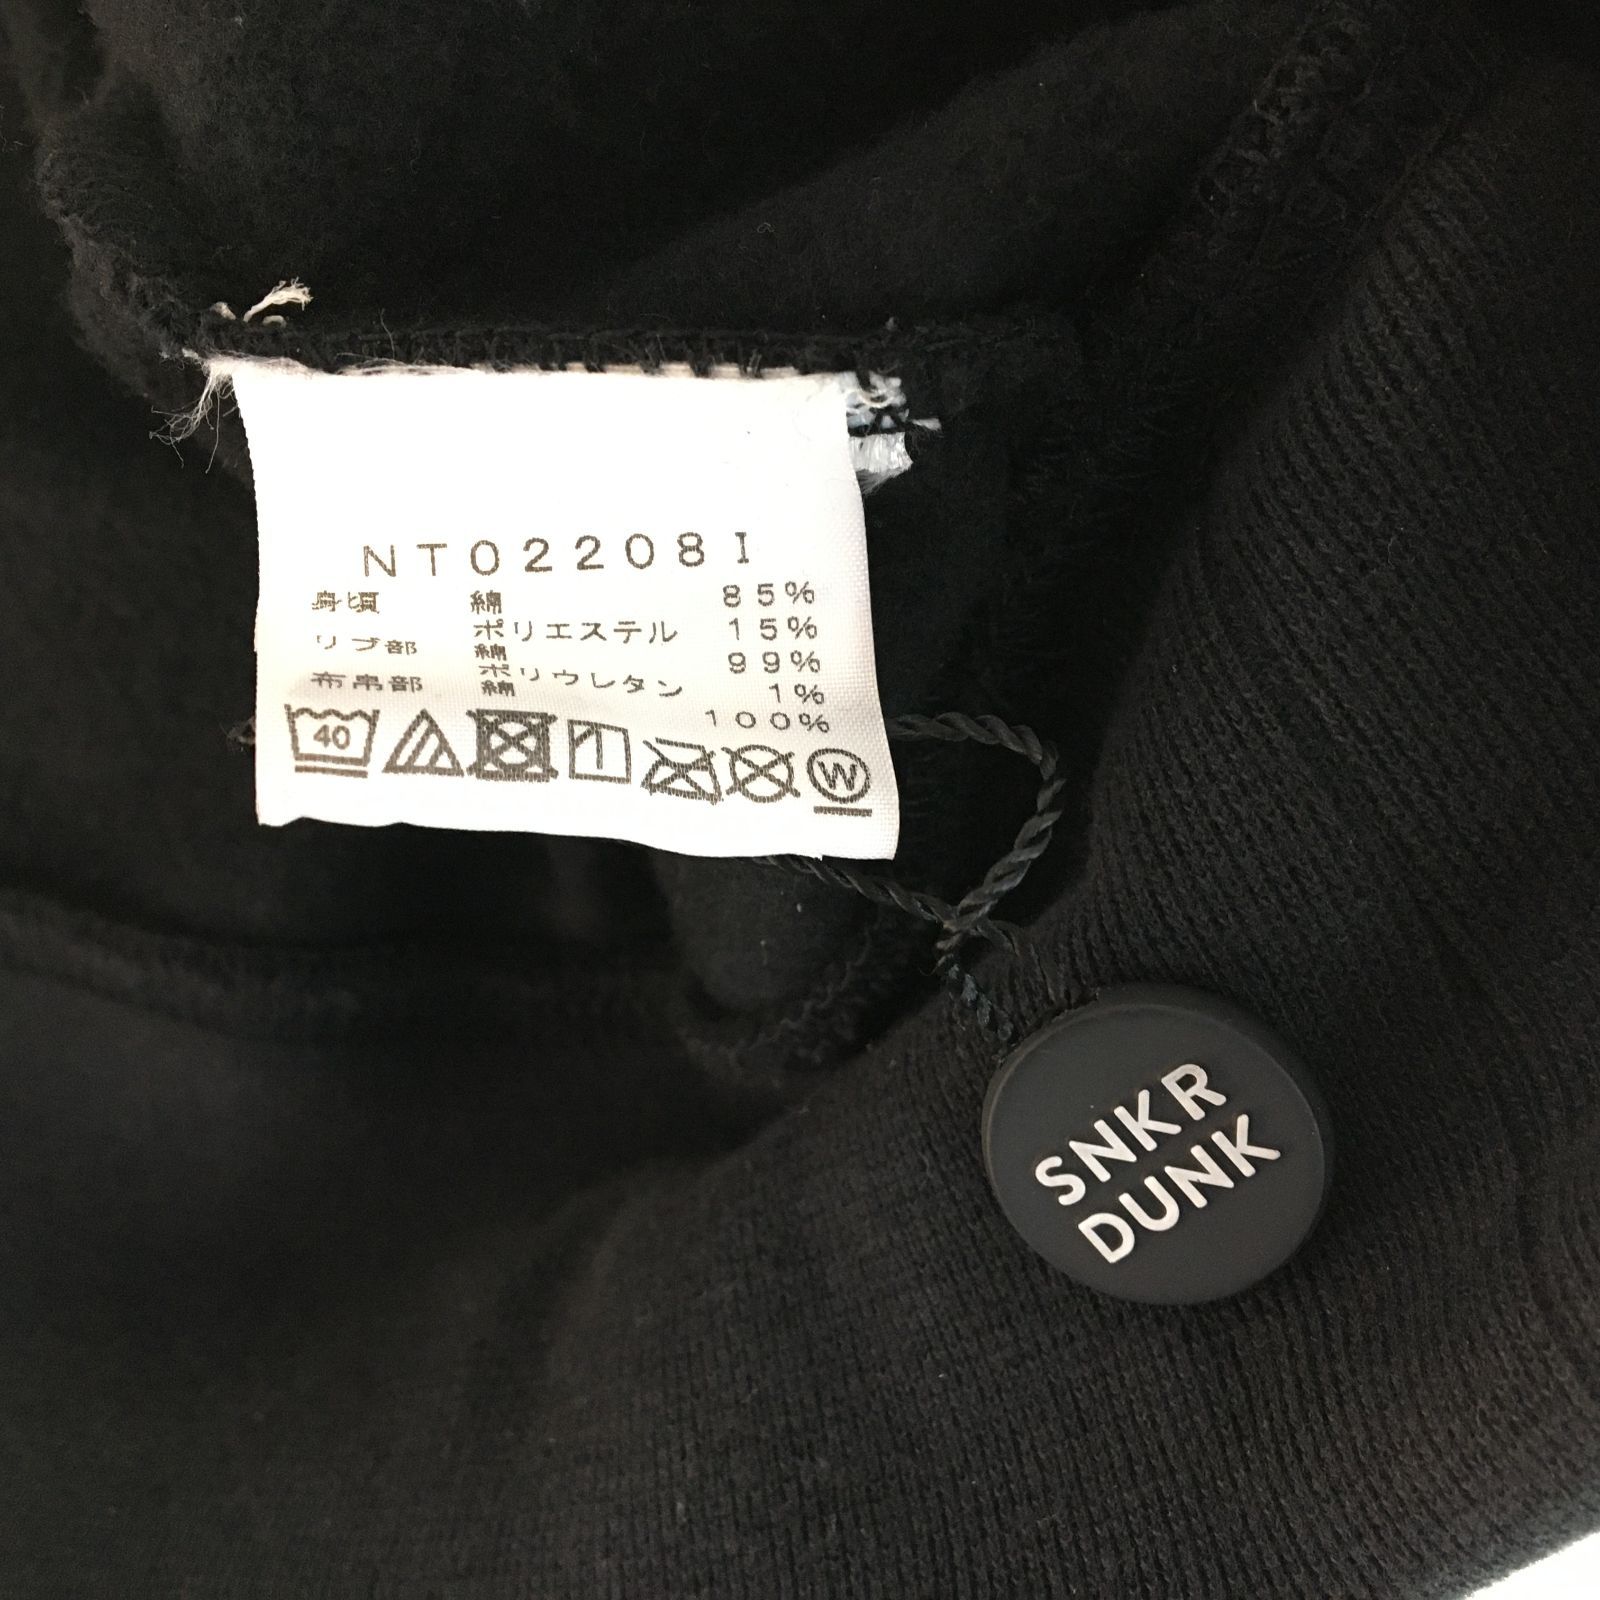 NT02208I
身頃 綿 85%
ポリエステル 15%
リブ部 綿 99%
ポリウレタン 1%
布帛部 綿 100%
40
W
SNKR
DUNK